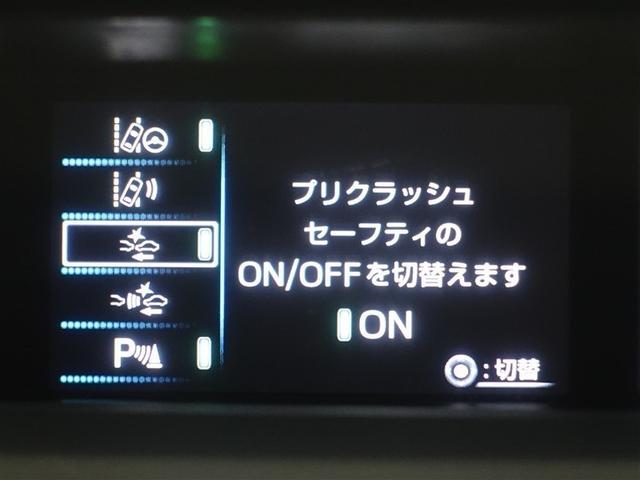 プリクラッシュ
セーフティの
ON/OFFを切替えます
ON
:切替
P